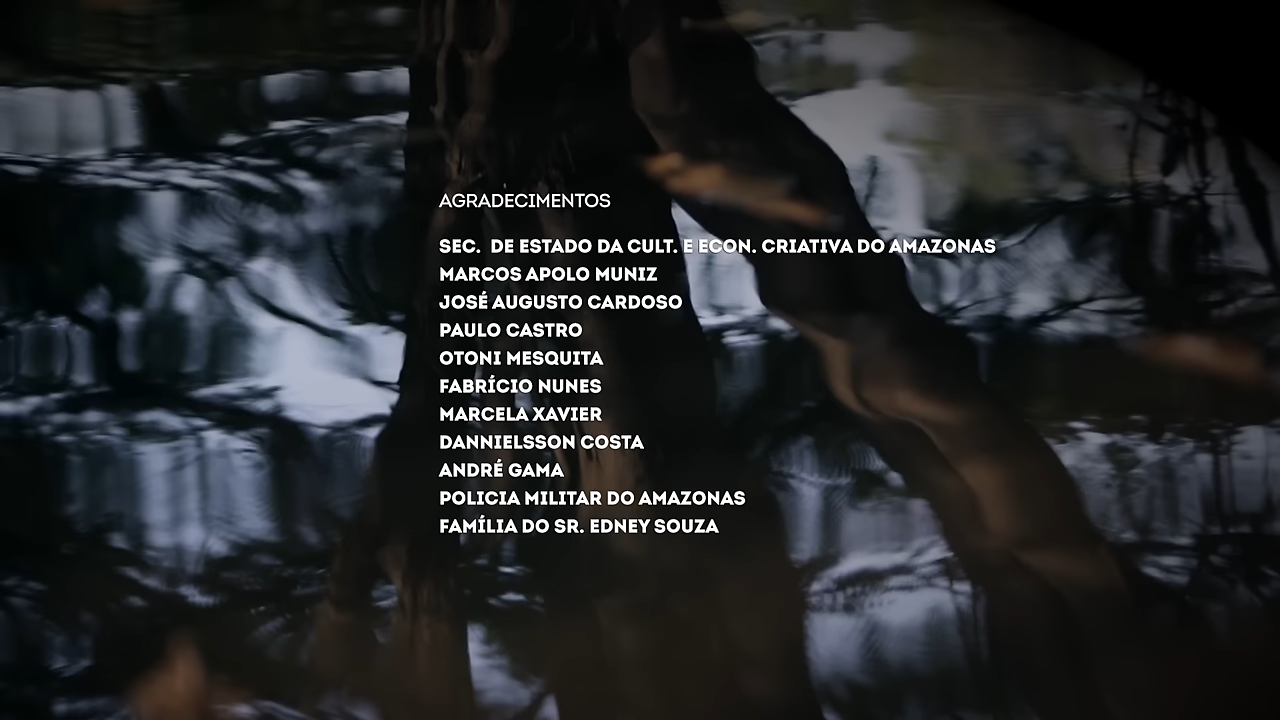 AGRADECIMENTOS
SEC. DE ESTADO DA CULT. E ECON. CRIATIVA DO AMAZONAS
MARCOS APOLO MUNIZ
JOSÉ AUGUSTO CARDOSO
PAULO CASTRO
OTONI MESQUITA
FABRÍCIO NUNES
MARCELA XAVIER
DANNIELSSON COSTA
ANDRÉ GAMA
POLICIA MILITAR DO AMAZONAS
FAMÍLIA DO SR. EDNEY SOUZA